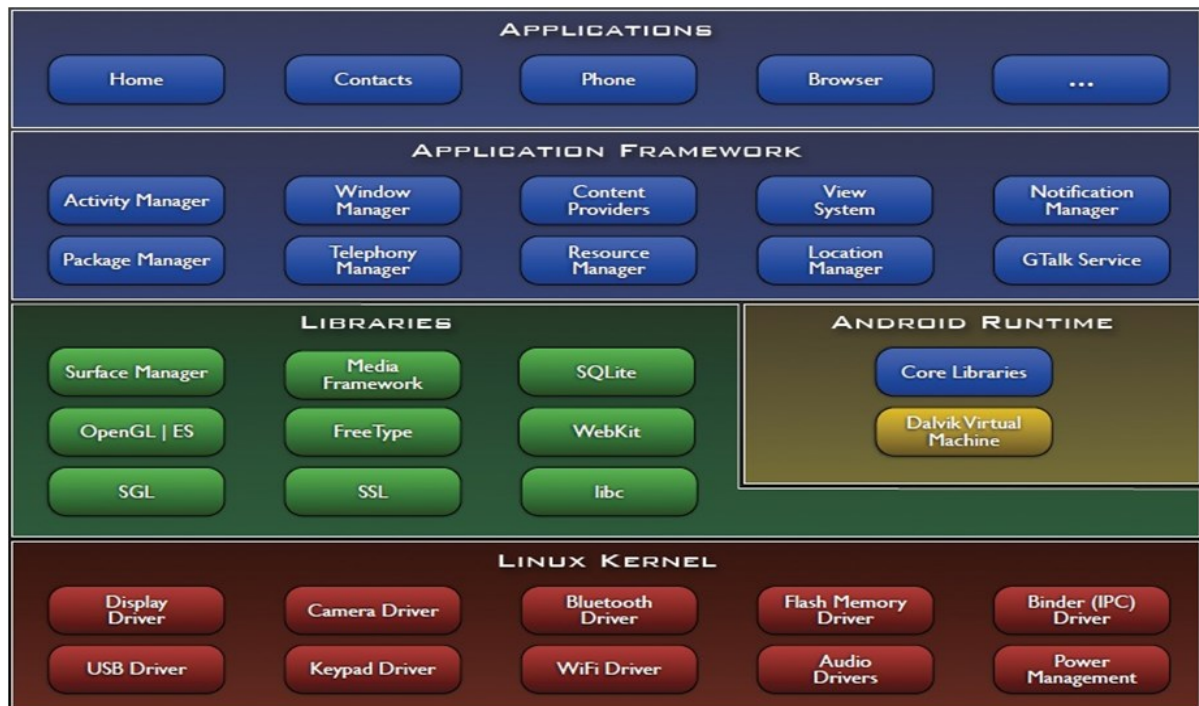 APPLICATIONS
Home
Contacts
Phone
Browser
...
APPLICATION FRAMEWORK
Activity Manager
Window
Manager
Content
Providers
View
System
Notification
Manager
Package Manager
Telephony
Manager
Resource
Manager
Location
Manager
GTalk Service
LIBRARIES
Surface Manager
Media
Framework
SQLite
OpenGL | ES
FreeType
WebKit
SGL
SSL
libc
ANDROID RUNTIME
Core Libraries
Dalvik Virtual
Machine
LINUX KERNEL
Display
Driver
Camera Driver
Bluetooth
Driver
Flash Memory
Driver
Binder (IPC)
Driver
USB Driver
Keypad Driver
WiFi Driver
Audio
Drivers
Power
Management